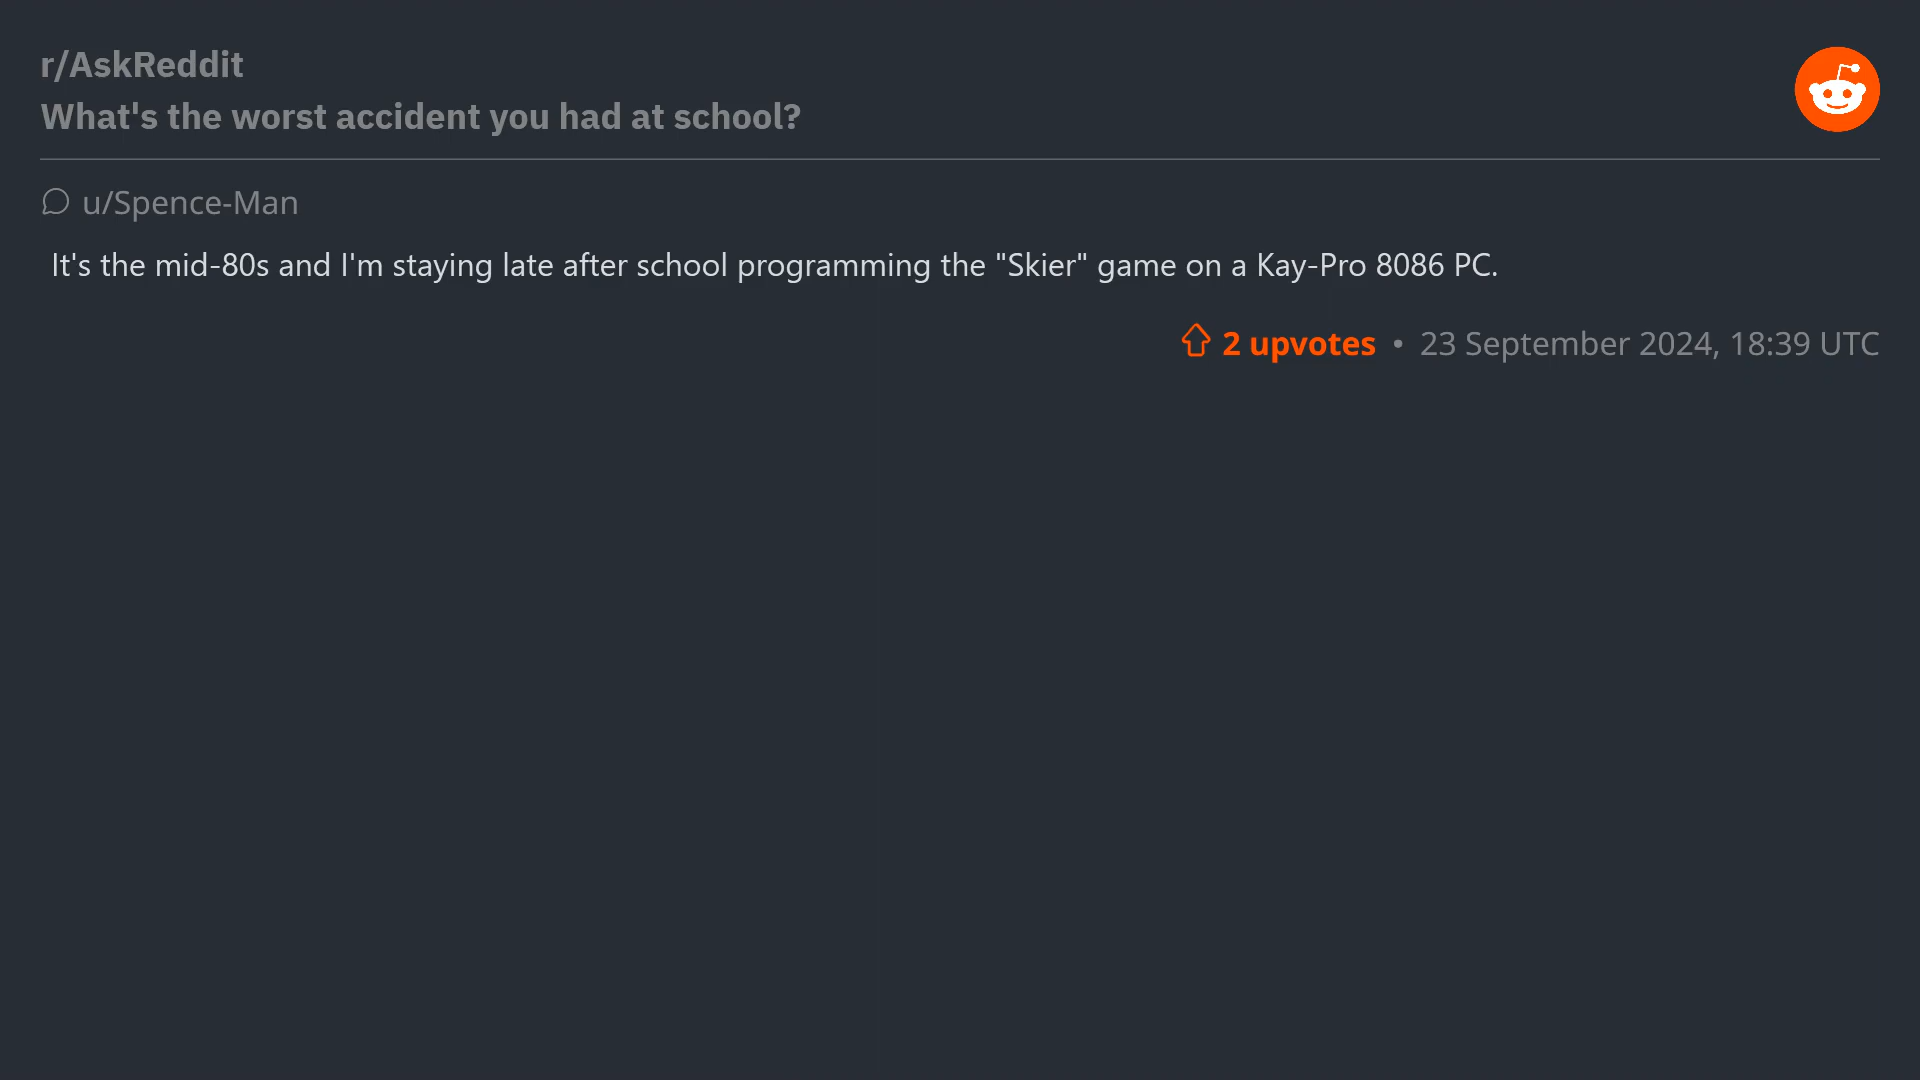 r/AskReddit
What's the worst accident you had at school?
u/Spence-Man
It's the mid-80s and I'm staying late after school programming the "Skier" game on a Kay-Pro 8086 PC.
2 upvotes • 23 September 2024, 18:39 UTC